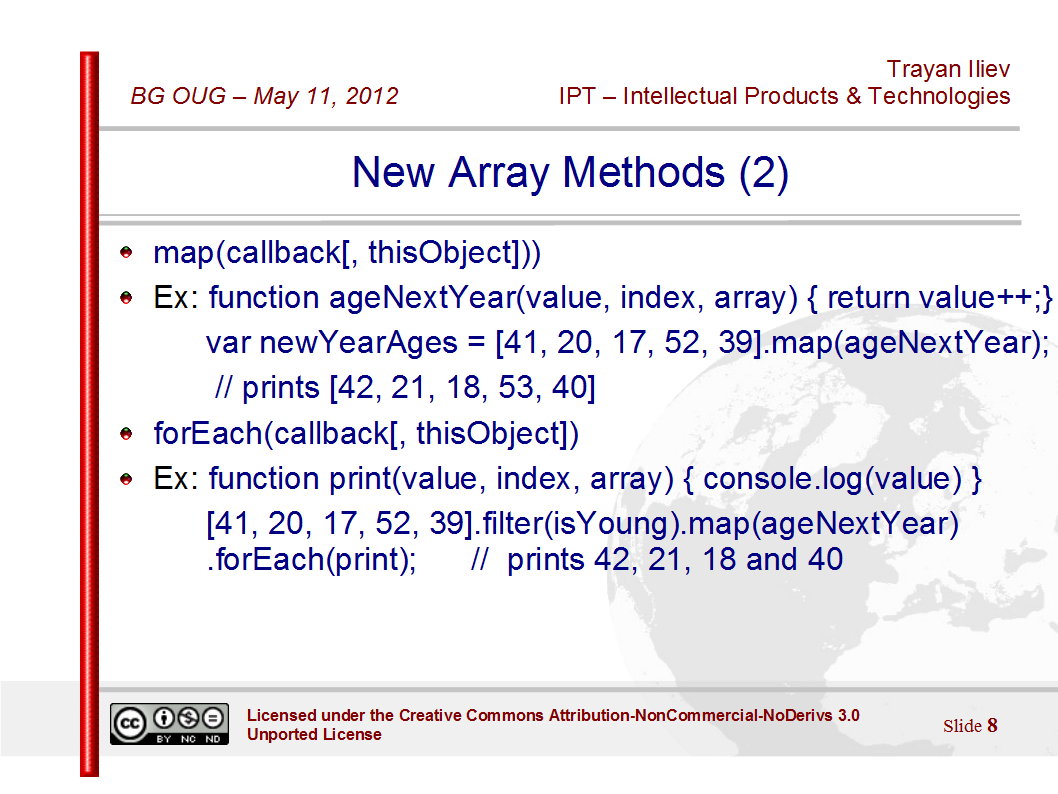 Trayan Iliev
BG OUG – May 11, 2012
IPT – Intellectual Products & Technologies
New Array Methods (2)
map(callback[, thisObject]))
Ex: function ageNextYear(value, index, array) { return value++;}
var newYearAges = [41, 20, 17, 52, 39].map(ageNextYear);
// prints [42, 21, 18, 53, 40]
forEach(callback[, thisObject])
Ex: function print(value, index, array) { console.log(value) }
[41, 20, 17, 52, 39].filter(isYoung).map(ageNextYear)
.forEach(print); // prints 42, 21, 18 and 40
cc
BY NC ND
Licensed under the Creative Commons Attribution-NonCommercial-NoDerivs 3.0
Unported License
Slide 8